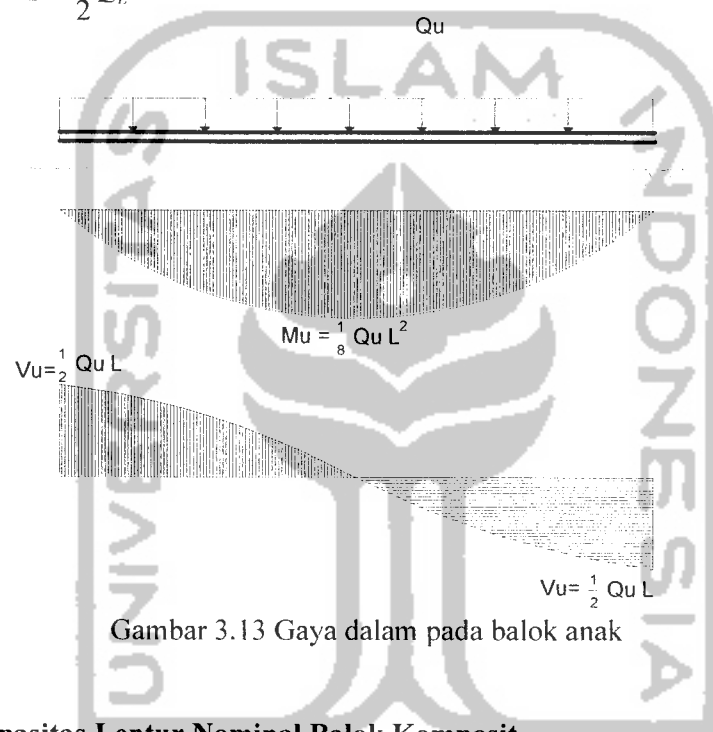 2
Qu
ISLAM
UNIVERSITAS
INDONESIA
Mu = 1/8 Qu L²
Vu= 1/2 Qu L
Vu= 1/2 Qu L
Gambar 3.13 Gaya dalam pada balok anak
Lentur Nominal Balok Komposit